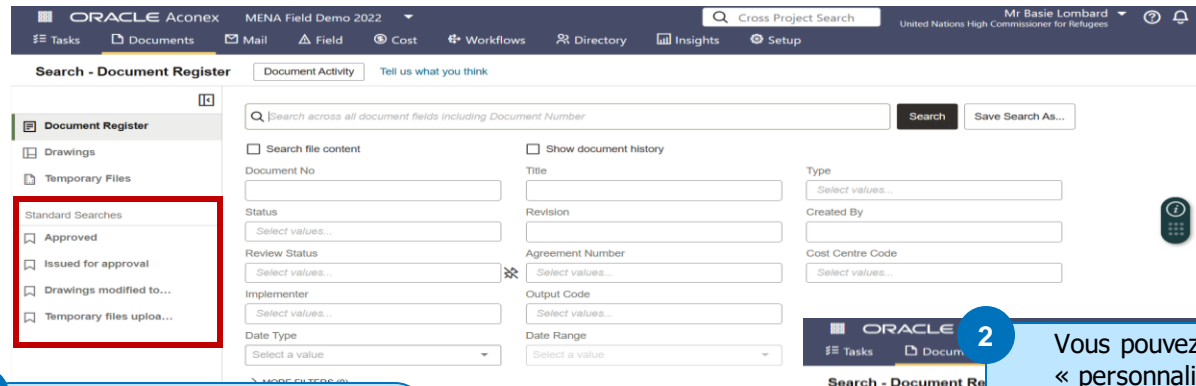 ORACLE Aconex MENA Field Demo 2022 Cross Project Search Mr Basie Lombard
United Nations High Commissioner for Refugees
Tasks Documents Mail Field Cost Workflows Directory Insights Setup
Search - Document Register Document Activity Tell us what you think
Search across all document fields including Document Number Search Save Search As...
Document Register
Search file content Show document history
Drawings
Document No Title Type
Temporary Files
Select values...
Standard Searches
Status Revision Created By
Approved
Select values...
Issued for approval
Review Status Agreement Number Cost Centre Code
Select values... Select values... Select values...
Drawings modified to...
Implementer Output Code
Temporary files uploa...
Select values... Select values...
Date Type Date Range
Select a value Select a value
ORACLE
Tasks
Search - Document Re
2
Vous pouvez